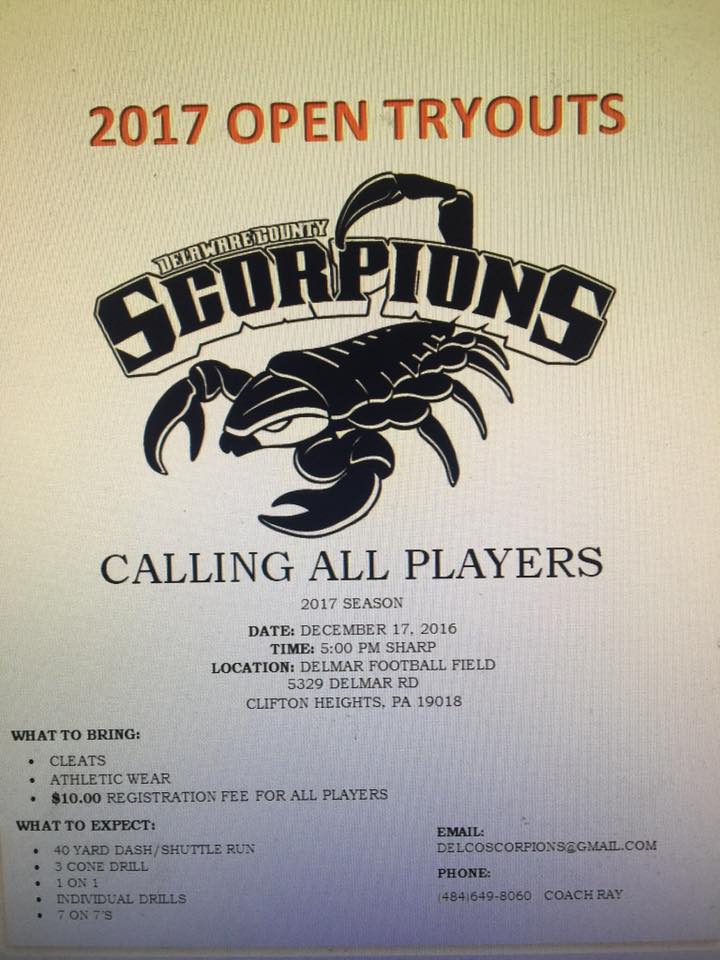 2017 OPEN TRYOUTS
DELAWARE COUNTY
SCORPIONS
CALLING ALL PLAYERS
2017 SEASON
DATE: DECEMBER 17, 2016
TIME: 5:00 PM SHARP
LOCATION: DELMAR FOOTBALL FIELD
5329 DELMAR RD
CLIFTON HEIGHTS, PA 19018
WHAT TO BRING:
• CLEATS
• ATHLETIC WEAR
• $10.00 REGISTRATION FEE FOR ALL PLAYERS
WHAT TO EXPECT:
• 40 YARD DASH/SHUTTLE RUN
• 3 CONE DRILL
• 1 ON 1
• INDIVIDUAL DRILLS
• 7 ON 7'S
EMAIL:
DELCOSCORPIONS@GMAIL.COM
PHONE:
(484)649-8060 COACH RAY